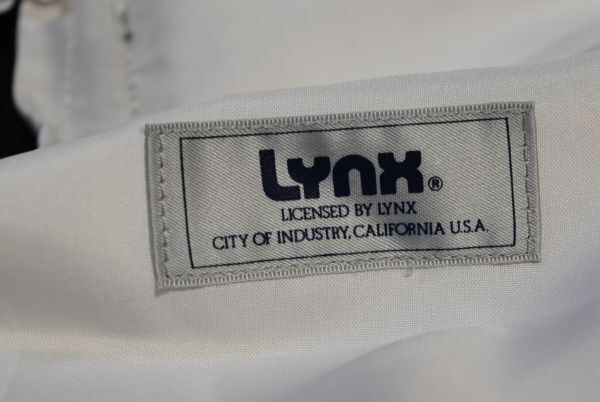 Lynx®
LICENSED BY LYNX
CITY OF INDUSTRY, CALIFORNIA U.S.A.